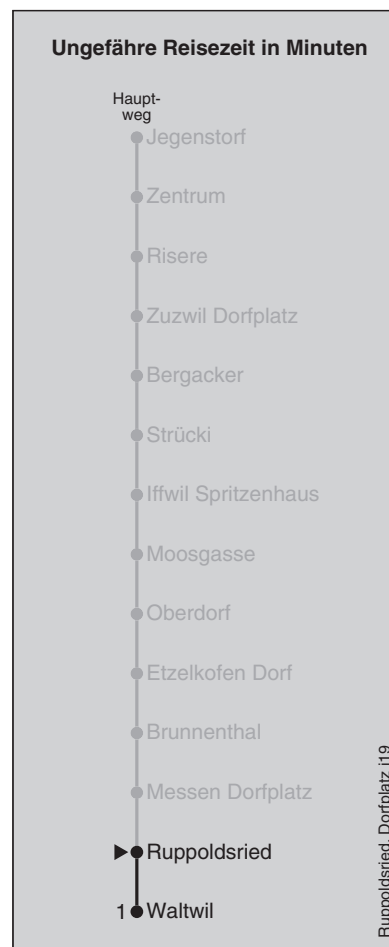 Ungefähre Reisezeit in Minuten
Haupt-
weg
Jegenstorf
Zentrum
Risere
Zuzwil Dorfplatz
Bergacker
Strücki
Iffwil Spritzenhaus
Moosgasse
Oberdorf
Etzelkofen Dorf
Brunnenthal
Messen Dorfplatz
Ruppoldsried
1 Waltwil
Ruppoldsried, Dorfplatz j19